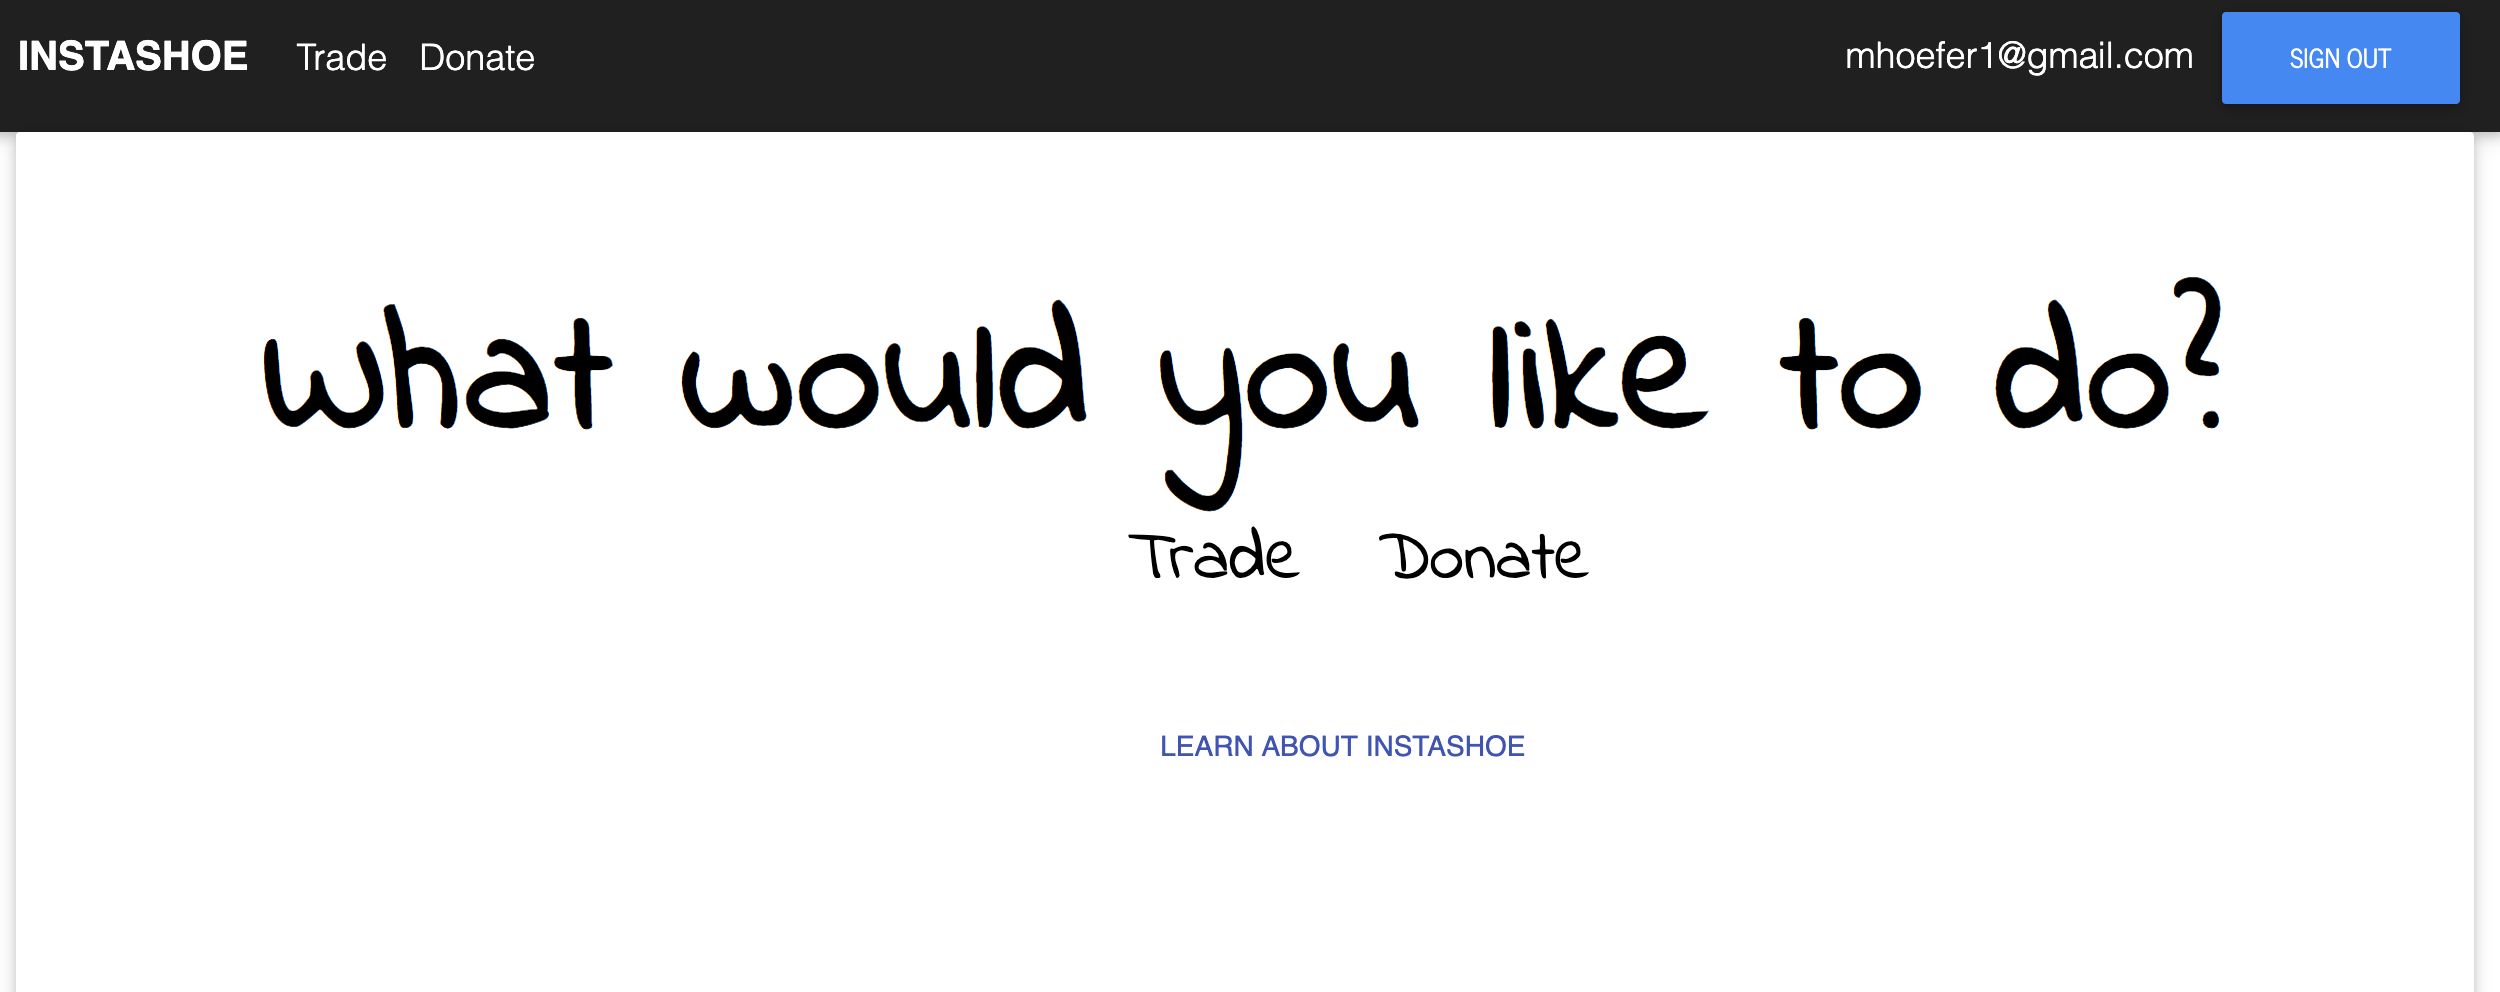 INSTASHOE Trade Donate mhoefer1@gmail.com SIGN OUT
what would you like to do?
Trade Donate
LEARN ABOUT INSTASHOE